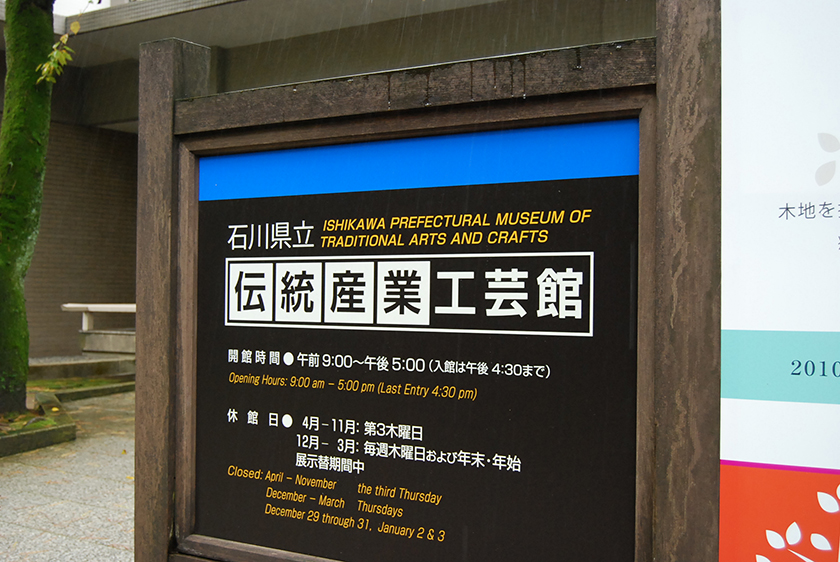 石川県立 ISHIKAWA PREFECTURAL MUSEUM OF
TRADITIONAL ARTS AND CRAFTS
伝統産業工芸館
開館時間●午前9:00～午後5:00(入館は午後4:30まで)
Opening Hours: 9:00 am – 5:00 pm (Last Entry 4:30 pm)
休館日● 4月–11月: 第3木曜日
12月– 3月: 毎週木曜日および年末・年始
展示替期間中
Closed: April – November the third Thursday
December – March Thursdays
December 29 through 31, January 2 & 3
木地を
2010